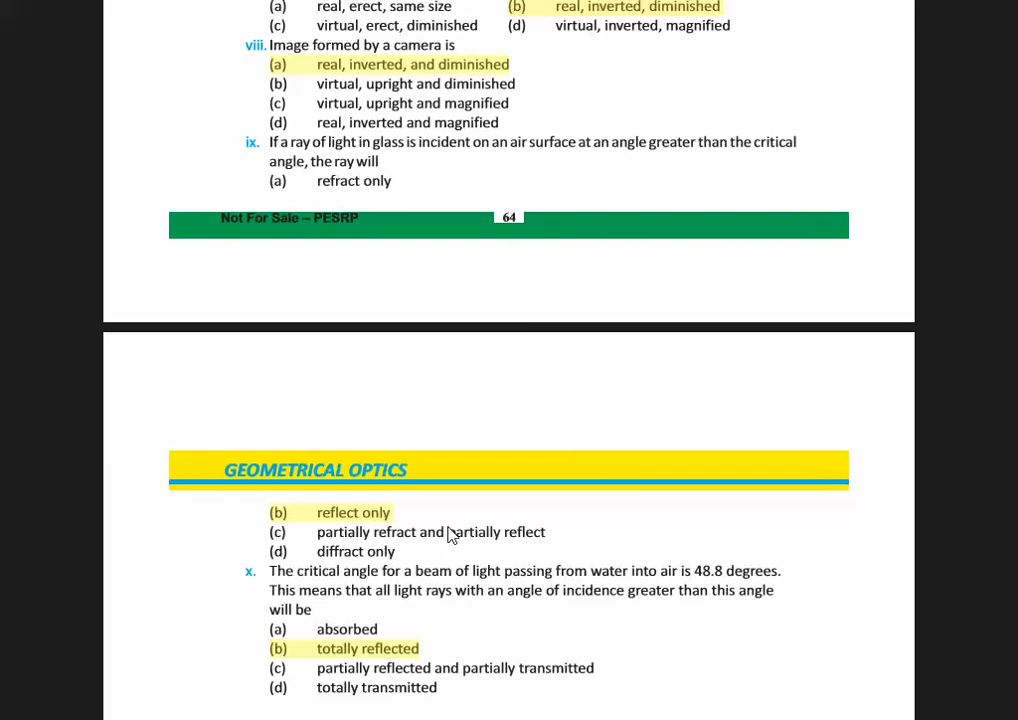 (a) real, erect, same size (b) real, inverted, diminished
(c) virtual, erect, diminished (d) virtual, inverted, magnified
viii. Image formed by a camera is
(a) real, inverted, and diminished
(b) virtual, upright and diminished
(c) virtual, upright and magnified
(d) real, inverted and magnified
ix. If a ray of light in glass is incident on an air surface at an angle greater than the critical
angle, the ray will
(a) refract only
Not For Sale – PESRP 64
GEOMETRICAL OPTICS
(b) reflect only
(c) partially refract and partially reflect
(d) diffract only
x. The critical angle for a beam of light passing from water into air is 48.8 degrees.
This means that all light rays with an angle of incidence greater than this angle
will be
(a) absorbed
(b) totally reflected
(c) partially reflected and partially transmitted
(d) totally transmitted